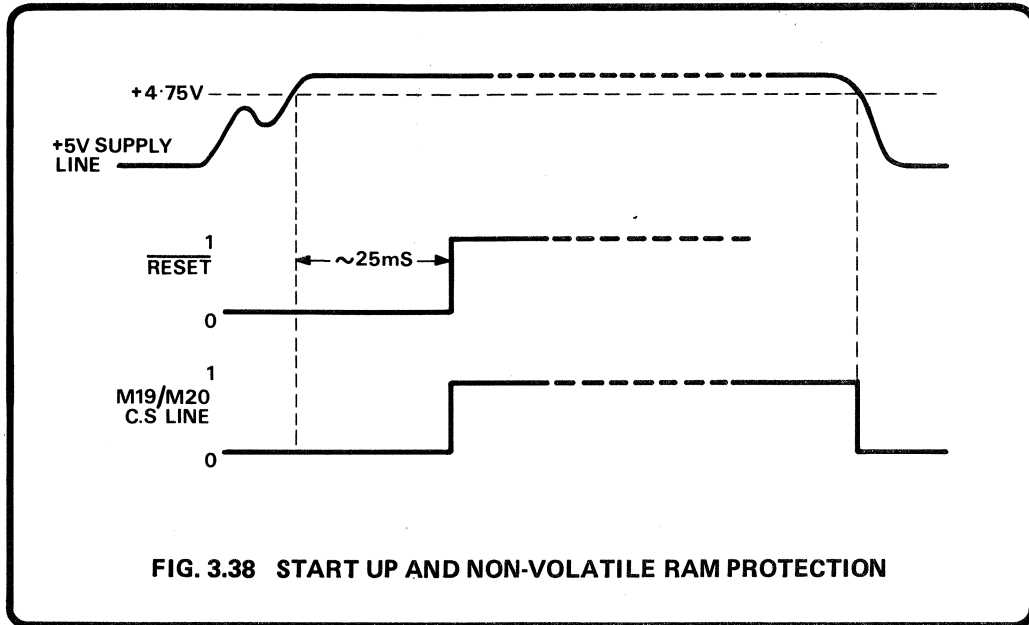 +4·75V
+5V SUPPLY
LINE
1
RESET
0
~25mS
1
M19/M20
C.S LINE
0
FIG. 3.38 START UP AND NON-VOLATILE RAM PROTECTION